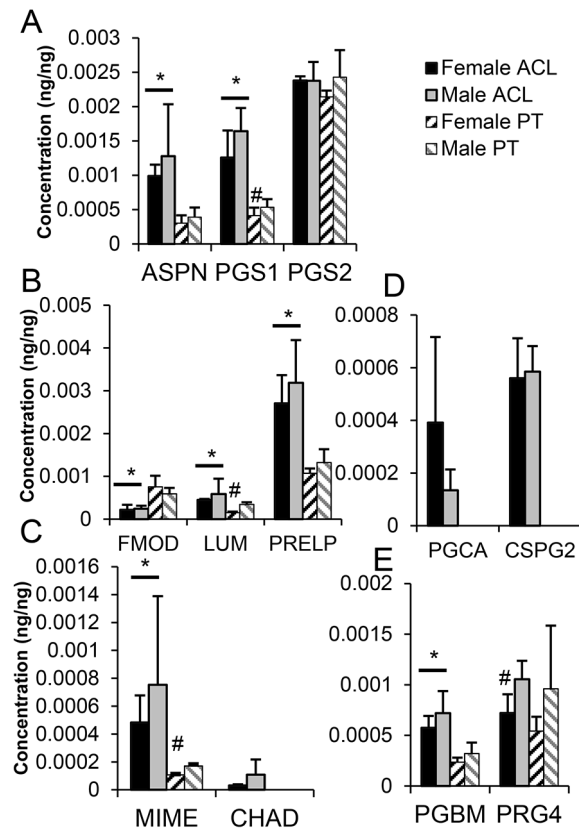 A
Concentration (ng/ng)
0.003
0.0025
0.002
0.0015
0.001
0.0005
0
* * #
ASPN PGS1 PGS2
Female ACL
Male ACL
Female PT
Male PT
B
Concentration (ng/ng)
0.005
0.004
0.003
0.002
0.001
0
* * # *
FMOD LUM PRELP
D
0.0008
0.0006
0.0004
0.0002
0
PGCA CSPG2
C
Concentration (ng/ng)
0.0016
0.0014
0.0012
0.001
0.0008
0.0006
0.0004
0.0002
0
* #
MIME CHAD
E
0.002
0.0015
0.001
0.0005
0
* #
PGBM PRG4